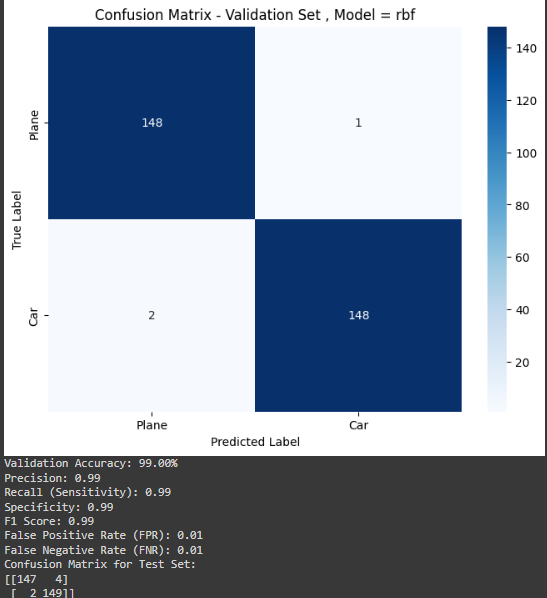 Confusion Matrix - Validation Set , Model = rbf
Plane
148
1
True Label
Car
2
148
Plane
Car
Predicted Label
140
120
100
80
60
40
20
Validation Accuracy: 99.00%
Precision: 0.99
Recall (Sensitivity): 0.99
Specificity: 0.99
F1 Score: 0.99
False Positive Rate (FPR): 0.01
False Negative Rate (FNR): 0.01
Confusion Matrix for Test Set:
[[147   4]
 [  2 149]]